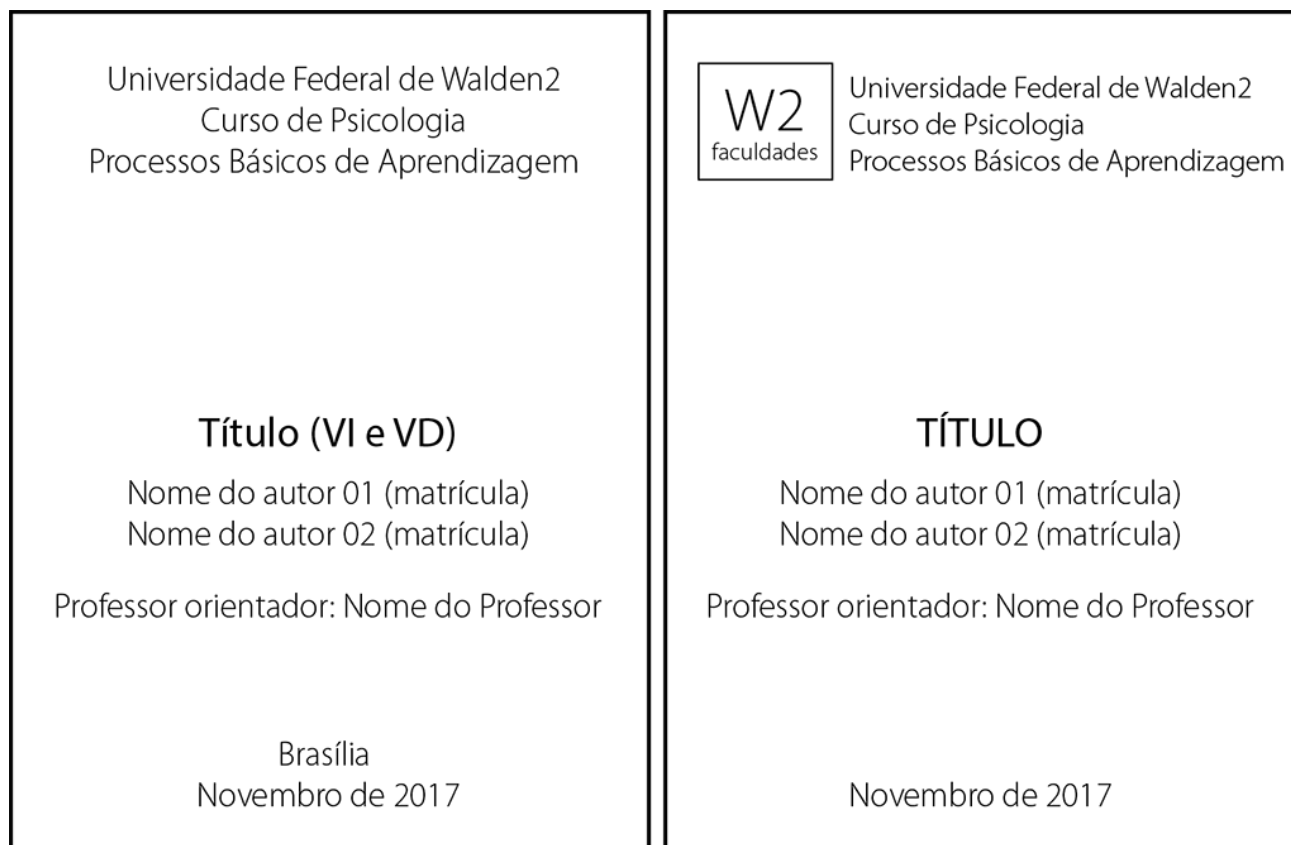 Universidade Federal de Walden2
Curso de Psicologia
Processos Básicos de Aprendizagem
Título (VI e VD)
Nome do autor 01 (matrícula)
Nome do autor 02 (matrícula)
Professor orientador: Nome do Professor
Brasília
Novembro de 2017
W2
faculdades
Universidade Federal de Walden2
Curso de Psicologia
Processos Básicos de Aprendizagem
TÍTULO
Nome do autor 01 (matrícula)
Nome do autor 02 (matrícula)
Professor orientador: Nome do Professor
Novembro de 2017